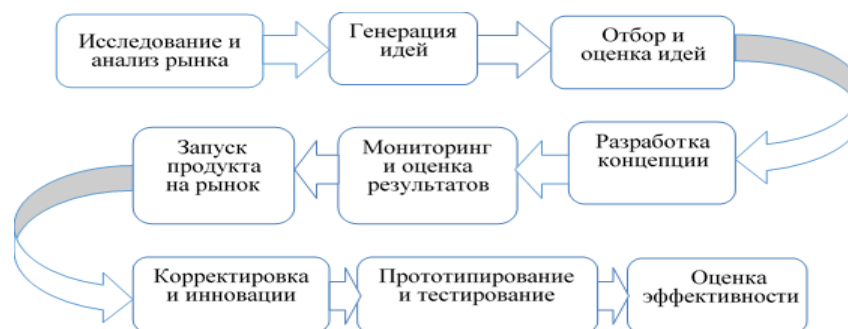 Исследование и
анализ рынка
Генерация
идей
Отбор и
оценка идей
Разработка
концепции
Мониторинг
и оценка
результатов
Запуск
продукта
на рынок
Корректировка
и инновации
Прототипирование
и тестирование
Оценка
эффективности